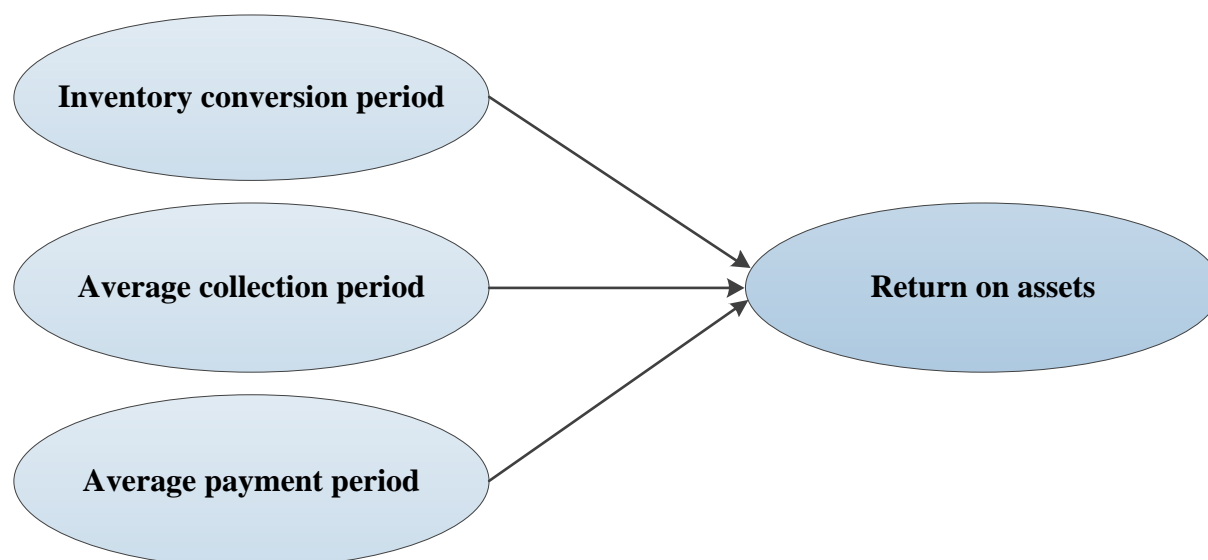 Inventory conversion period
Average collection period
Return on assets
Average payment period